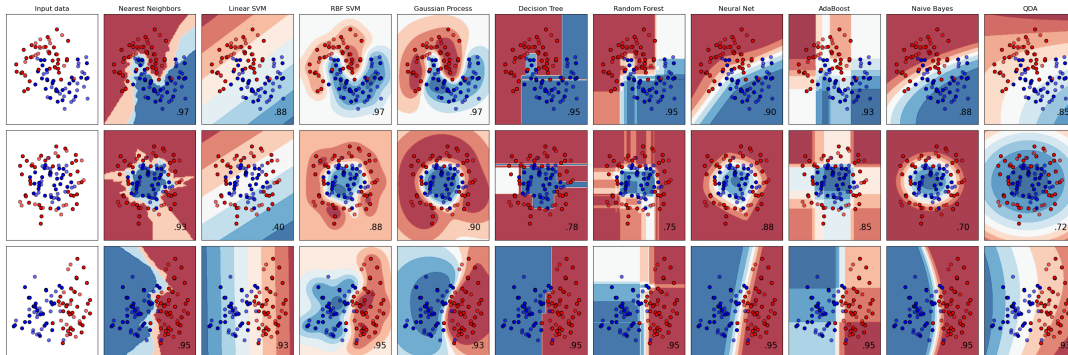 Input data Nearest Neighbors Linear SVM RBF SVM Gaussian Process Decision Tree Random Forest Neural Net AdaBoost Naive Bayes QDA
.97 .88 .97 .97 .95 .95 .90 .93 .88 .85
.93 .40 .88 .90 .78 .75 .88 .85 .70 .72
.95 .93 .95 .93 .95 .95 .95 .95 .95 .93